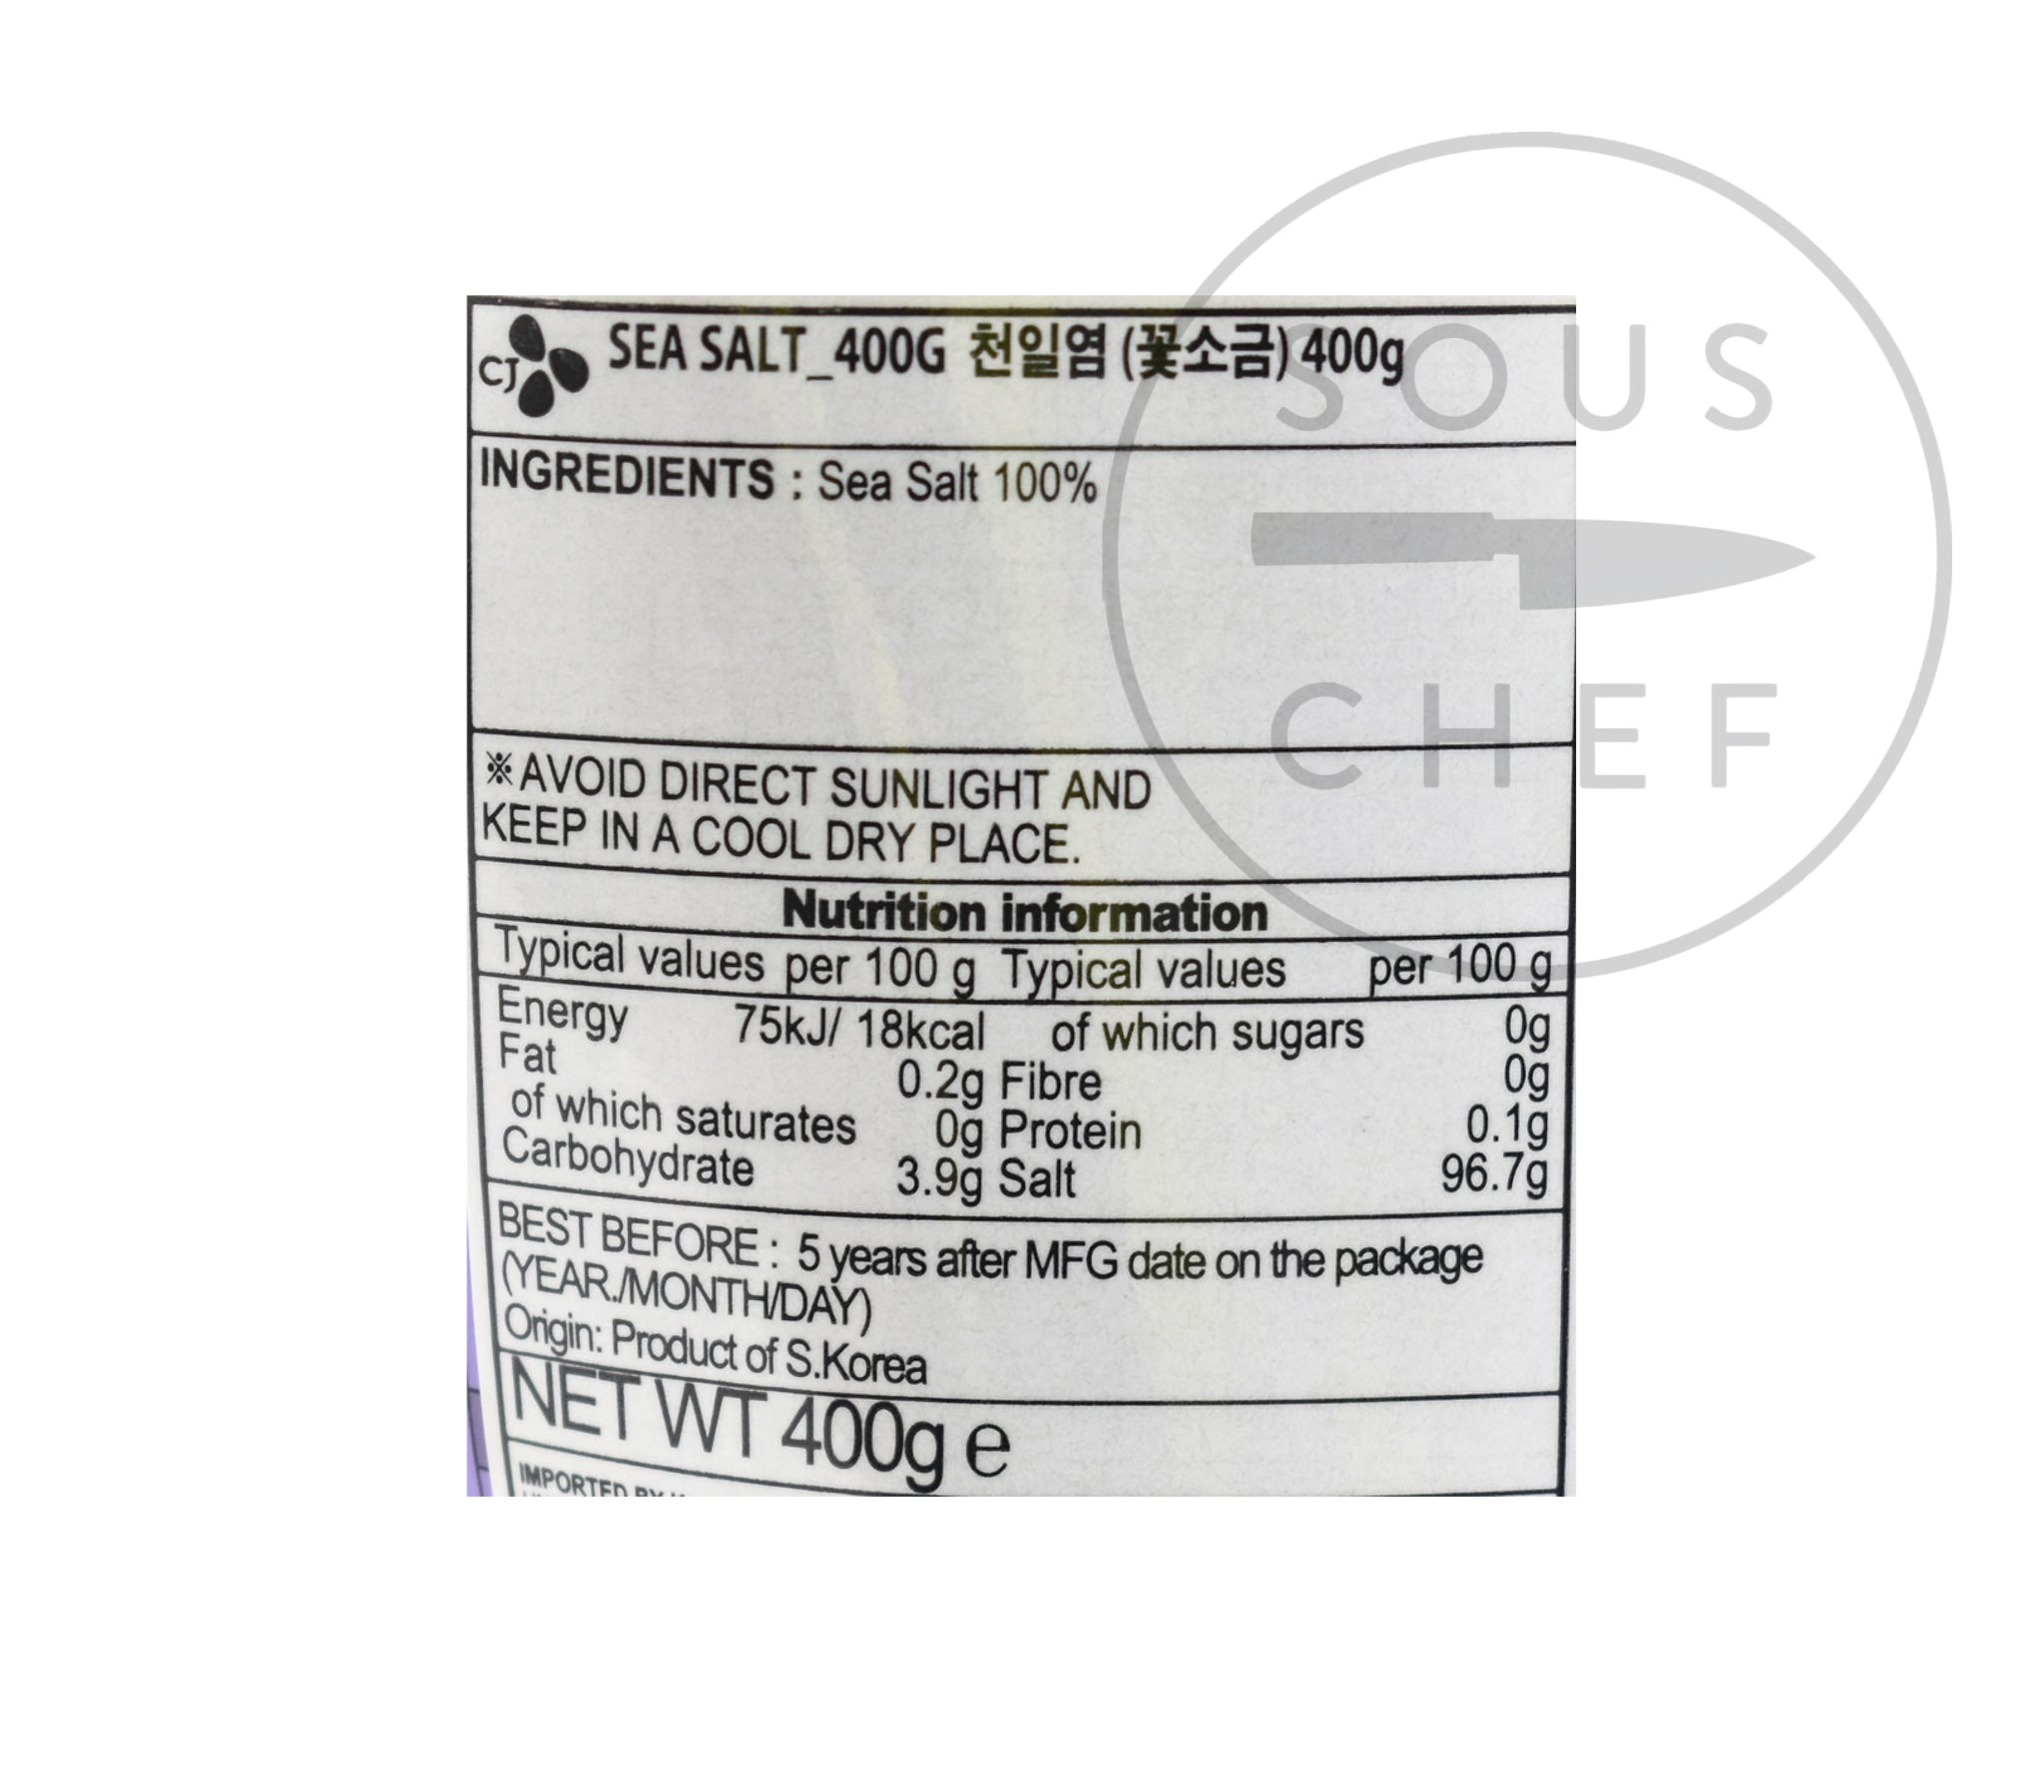 CJ SEA SALT_400G 천일염 (꽃소금) 400g
SOUS
INGREDIENTS : Sea Salt 100%
CHEF
※AVOID DIRECT SUNLIGHT AND
KEEP IN A COOL DRY PLACE.
Nutrition information
Typical values per 100 g Typical values per 100 g
Energy 75kJ/ 18kcal of which sugars 0g
Fat 0.2g Fibre 0g
of which saturates 0g Protein 0.1g
Carbohydrate 3.9g Salt 96.7g
BEST BEFORE : 5 years after MFG date on the package
(YEAR./MONTH/DAY)
Origin: Product of S.Korea
NET WT 400g e
IMPORTED BY